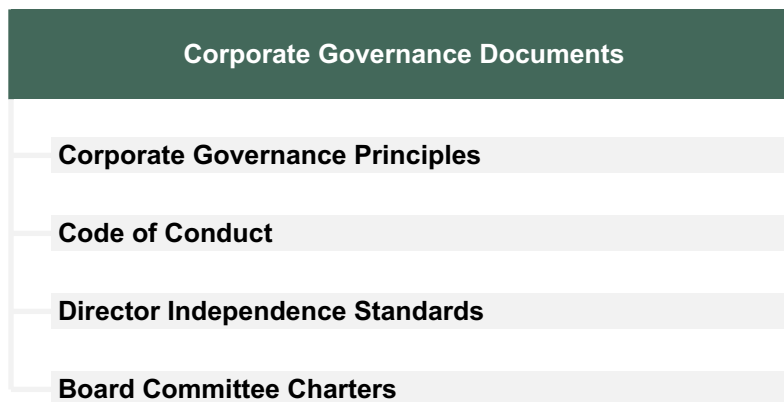 Corporate Governance Documents
Corporate Governance Principles
Code of Conduct
Director Independence Standards
Board Committee Charters